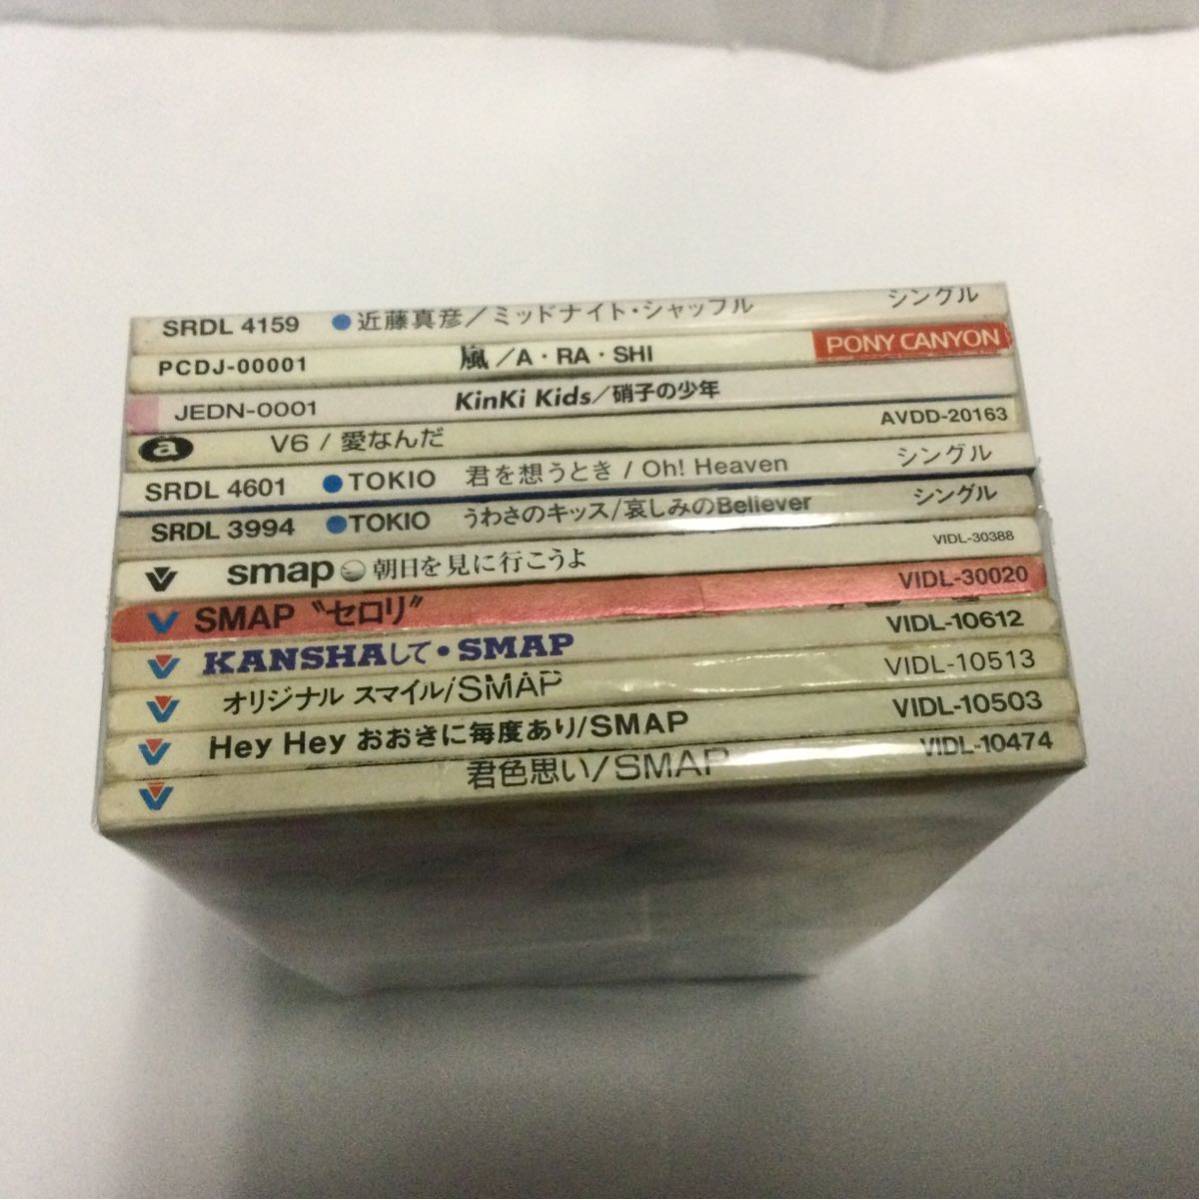 SRDL 4159 ●近藤真彦/ミッドナイト・シャッフル シングル
PCDJ-00001 嵐/A・RA・SHI PONY CANYON
JEDN-0001 KinKi Kids/硝子の少年
a V6 / 愛なんだ AVDD-20163
SRDL 4601 ●TOKIO 君を想うとき / Oh! Heaven シングル
SRDL 3994 ●TOKIO うわさのキッス/哀しみのBeliever シングル
smap 朝日を見に行こうよ VIDL-30388
SMAP〝セロリ〟 VIDL-30020
KANSHAして・SMAP VIDL-10612
オリジナル スマイル/SMAP VIDL-10513
Hey Hey おおきに毎度あり/SMAP VIDL-10503
君色思い/SMAP VIDL-10474